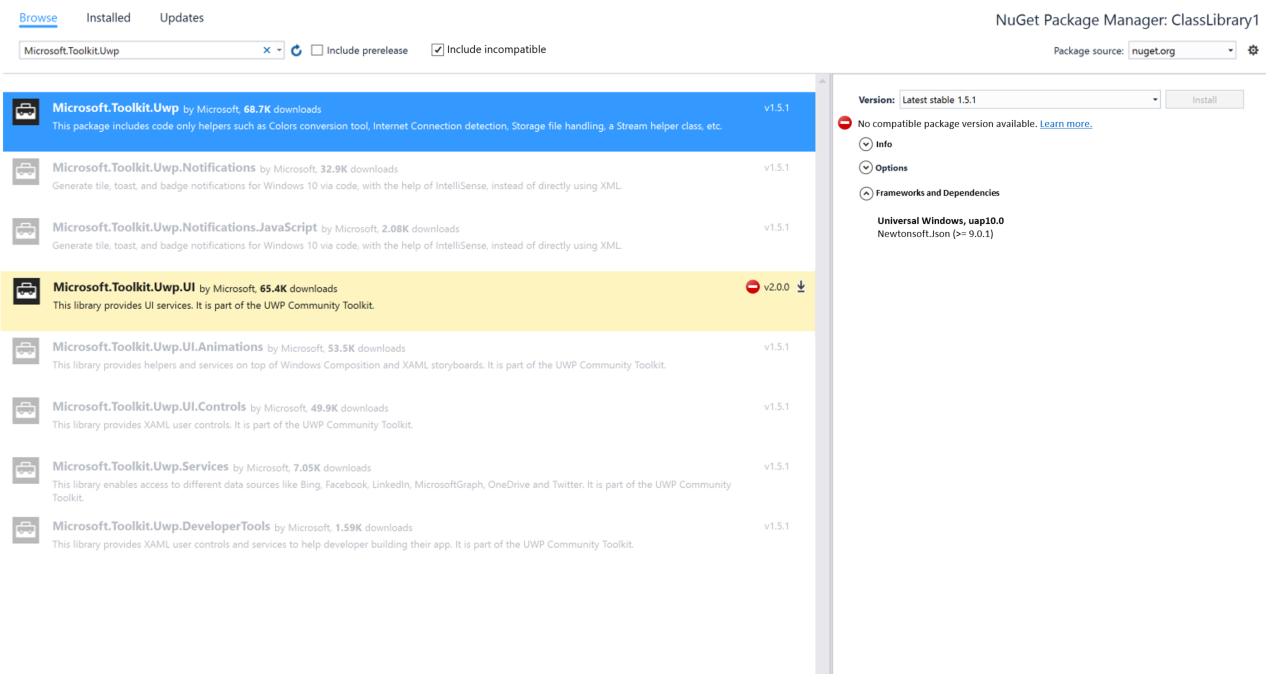 Browse Installed Updates
NuGet Package Manager: ClassLibrary1
Microsoft.Toolkit.Uwp
Include prerelease
Include incompatible
Package source: nuget.org
Microsoft.Toolkit.Uwp by Microsoft, 68.7K downloads v1.5.1
This package includes code only helpers such as Colors conversion tool, Internet Connection detection, Storage file handling, a Stream helper class, etc.
Microsoft.Toolkit.Uwp.Notifications by Microsoft, 32.9K downloads v1.5.1
Generate tile, toast, and badge notifications for Windows 10 via code, with the help of IntelliSense, instead of directly using XML.
Microsoft.Toolkit.Uwp.Notifications.JavaScript by Microsoft, 2.08K downloads v1.5.1
Generate tile, toast, and badge notifications for Windows 10 via code, with the help of IntelliSense, instead of directly using XML.
Microsoft.Toolkit.Uwp.UI by Microsoft, 65.4K downloads v2.0.0
This library provides UI services. It is part of the UWP Community Toolkit.
Microsoft.Toolkit.Uwp.UI.Animations by Microsoft, 53.5K downloads v1.5.1
This library provides helpers and services on top of Windows Composition and XAML storyboards. It is part of the UWP Community Toolkit.
Microsoft.Toolkit.Uwp.UI.Controls by Microsoft, 49.9K downloads v1.5.1
This library provides XAML user controls. It is part of the UWP Community Toolkit.
Microsoft.Toolkit.Uwp.Services by Microsoft, 7.05K downloads v1.5.1
This library enables access to different data sources like Bing, Facebook, LinkedIn, MicrosoftGraph, OneDrive and Twitter. It is part of the UWP Community
Toolkit.
Microsoft.Toolkit.Uwp.DeveloperTools by Microsoft, 1.59K downloads v1.5.1
This library provides XAML user controls and services to help developer building their app. It is part of the UWP Community Toolkit.
Version: Latest stable 1.5.1 Install
No compatible package version available. Learn more.
Info
Options
Frameworks and Dependencies
Universal Windows, uap10.0
Newtonsoft.Json (>= 9.0.1)